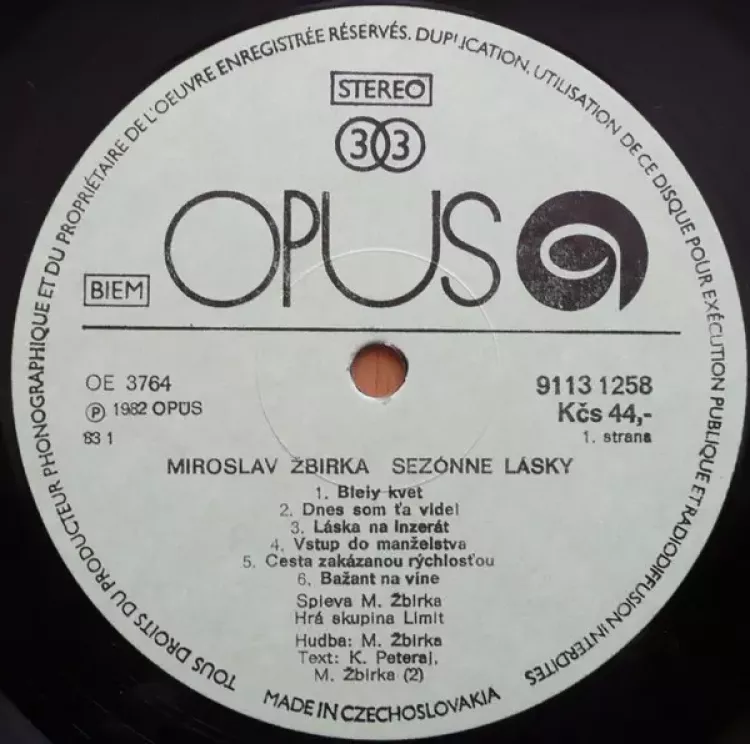 TOUS DROITS DU PRODUCTEUR PHONOGRAPHIQUE ET DU PROPRIÉTAIRE DE L'OEUVRE ENREGISTRÉE RÉSERVÉS. DUPLICATION, UTILISATION DE CE DISQUE POUR EXÉCUTION PUBLIQUE ET RADIODIFFUSION INTERDITES
STEREO
33
OPUS
BIEM
OE 3764
9113 1258
Ⓟ 1982 OPUS
Kčs 44,-
83 1
1. strana
MIROSLAV ŽBIRKA SEZÓNNE LÁSKY
1. Bleiy kvet
2. Dnes som ťa videl
3. Láska na inzerát
4. Vstup do manželstva
5. Cesta zakázanou rýchlosťou
6. Bažant na víne
Spieva M. Žbirka
Hrá skupina Limit
Hudba: M. Žbirka
Text: K. Peteraj,
M. Žbirka (2)
MADE IN CZECHOSLOVAKIA